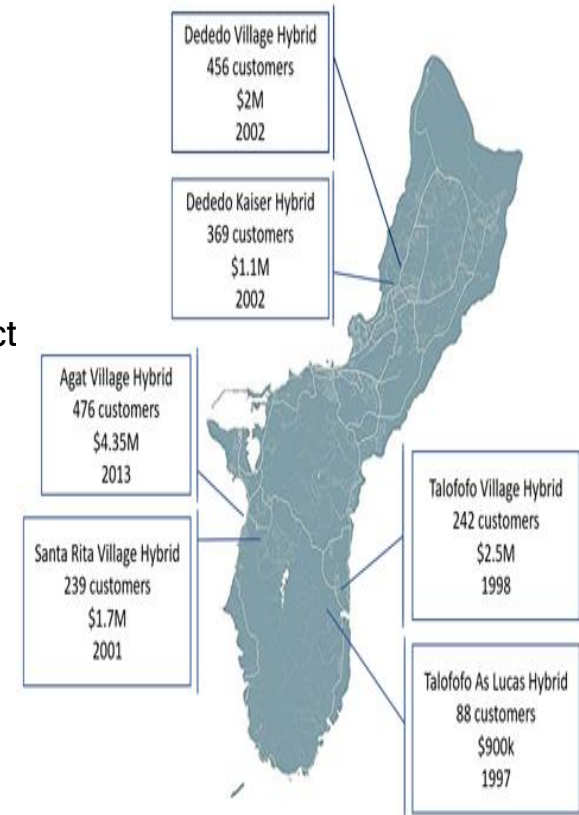 Dededo Village Hybrid
456 customers
$2M
2002
Dededo Kaiser Hybrid
369 customers
$1.1M
2002
ct
Agat Village Hybrid
476 customers
$4.35M
2013
Santa Rita Village Hybrid
239 customers
$1.7M
2001
Talofofo Village Hybrid
242 customers
$2.5M
1998
Talofofo As Lucas Hybrid
88 customers
$900k
1997